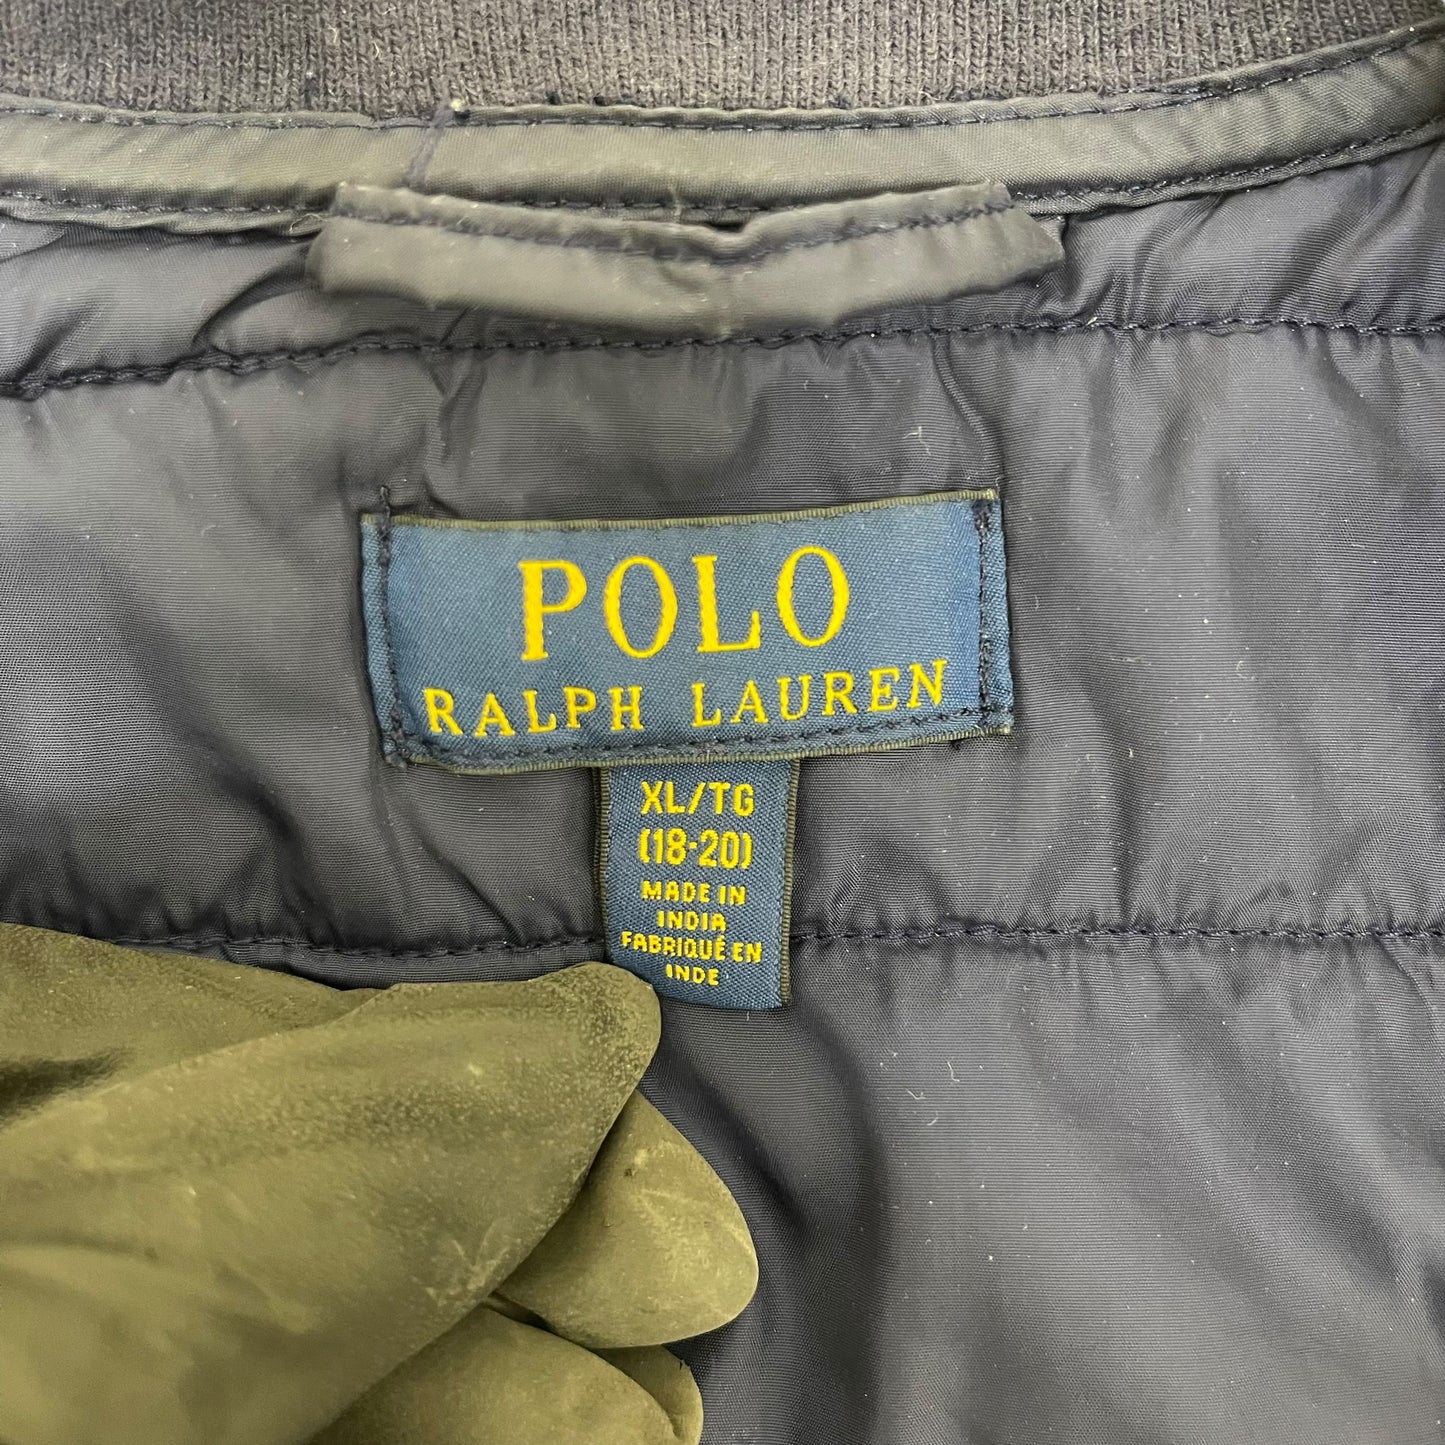 POLO
RALPH LAUREN
XL/TG
(18-20)
MADE IN
INDIA
FABRIQUÉ EN
INDE